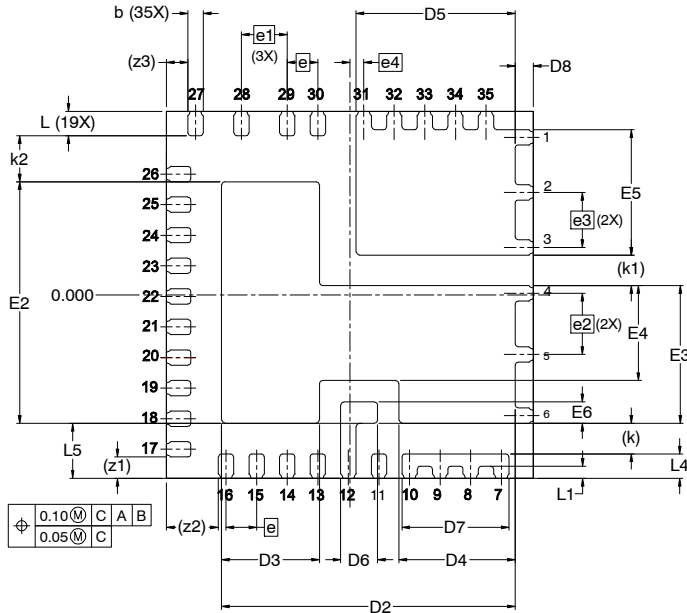 b (35X)
e1
(3X)
e
e4
D5
D8
(z3)
27
28
29
30
31
32
33
34
35
L (19X)
k2
1
26
25
24
23
22
21
20
19
18
17
2
3
4
5
6
E5
e3 (2X)
(k1)
E2
0.000
e2 (2X)
E4
E3
E6
(k)
L5
(z1)
L4
L1
16
15
14
13
12
11
10
9
8
7
0.10 Ⓜ C A B
0.05 Ⓜ C
(z2)
e
D7
D3
D6
D4
D2